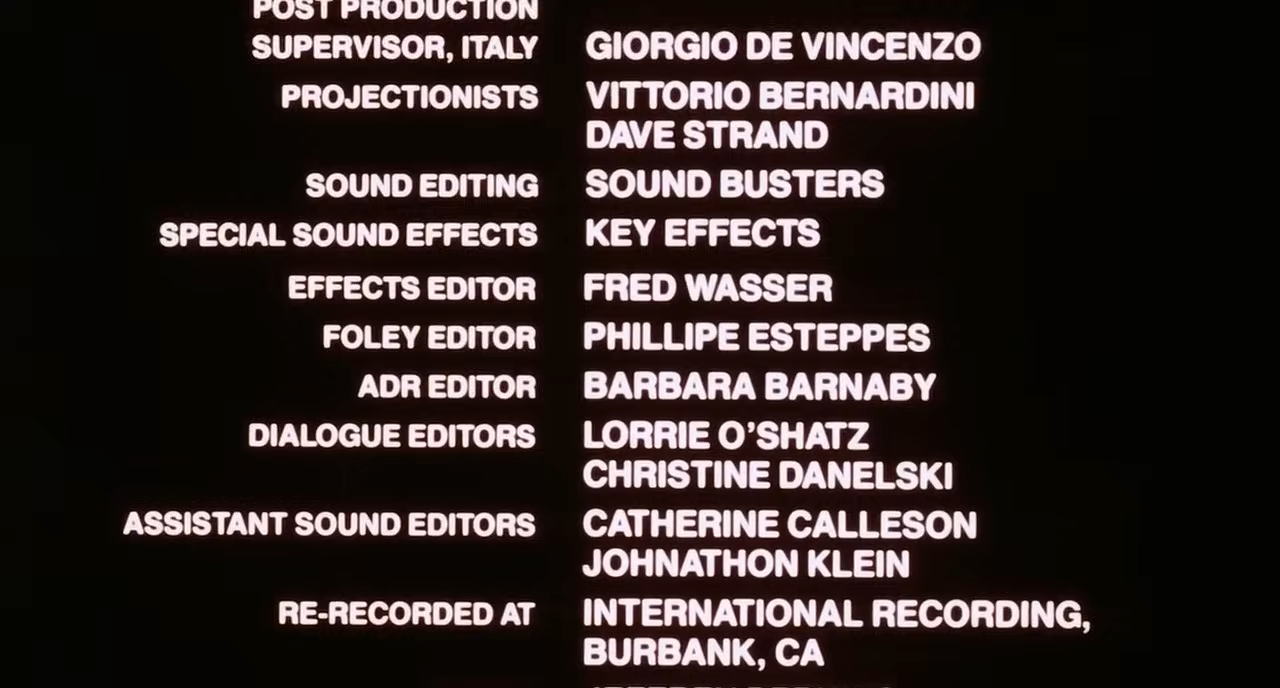 POST PRODUCTION
SUPERVISOR, ITALY GIORGIO DE VINCENZO
PROJECTIONISTS VITTORIO BERNARDINI
DAVE STRAND
SOUND EDITING SOUND BUSTERS
SPECIAL SOUND EFFECTS KEY EFFECTS
EFFECTS EDITOR FRED WASSER
FOLEY EDITOR PHILLIPE ESTEPPES
ADR EDITOR BARBARA BARNABY
DIALOGUE EDITORS LORRIE O'SHATZ
CHRISTINE DANELSKI
ASSISTANT SOUND EDITORS CATHERINE CALLESON
JOHNATHON KLEIN
RE-RECORDED AT INTERNATIONAL RECORDING,
BURBANK, CA